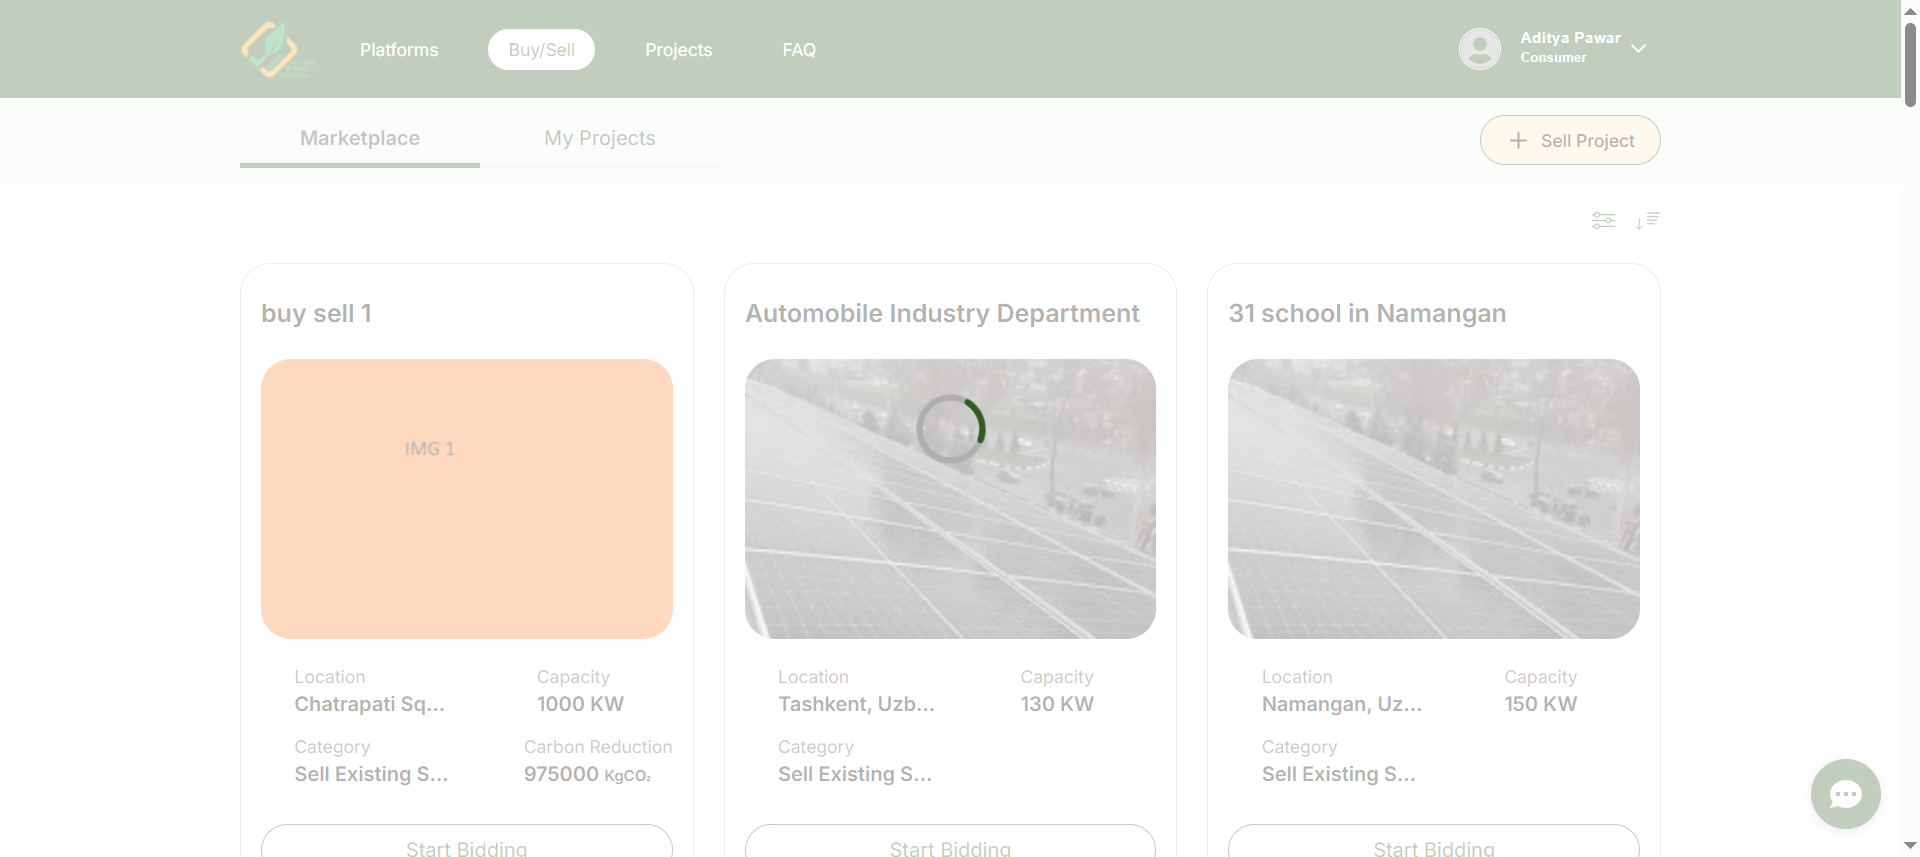 Platforms
Buy/Sell
Projects
FAQ
Aditya Pawar
Consumer
Marketplace
My Projects
Sell Project
buy sell 1
Automobile Industry Department
31 school in Namangan
IMG 1
Location
Capacity
Chatrapati Sq...
1000 KW
Category
Carbon Reduction
Sell Existing S...
975000 KgCO₂
Location
Capacity
Tashkent, Uzb...
130 KW
Category
Sell Existing S...
Location
Capacity
Namangan, Uz...
150 KW
Category
Sell Existing S...
Start Bidding
Start Bidding
Start Bidding